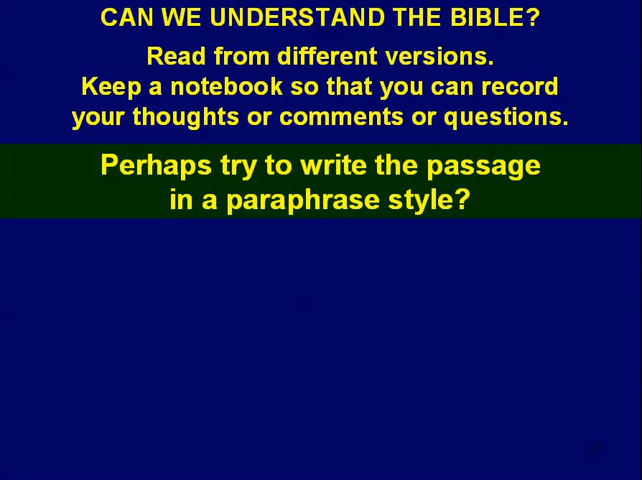 CAN WE UNDERSTAND THE BIBLE?
Read from different versions.
Keep a notebook so that you can record
your thoughts or comments or questions.
Perhaps try to write the passage
in a paraphrase style?